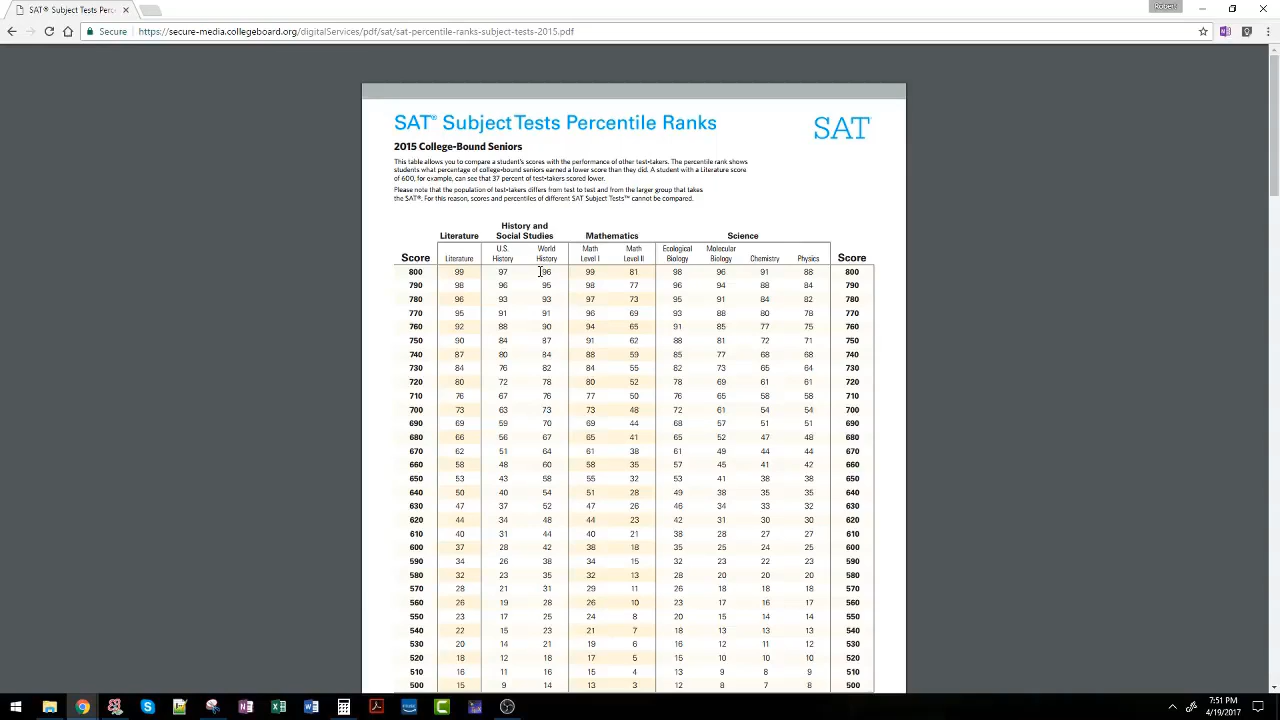 SAT® Subject Tests Perc
Robert
Secure https://secure-media.collegeboard.org/digitalServices/pdf/sat/sat-percentile-ranks-subject-tests-2015.pdf
SAT® Subject Tests Percentile Ranks
SAT®
2015 College-Bound Seniors
This table allows you to compare a student's scores with the performance of other test-takers. The percentile rank shows
students what percentage of college-bound seniors earned a lower score than they did. A student with a Literature score
of 600, for example, can see that 37 percent of test-takers scored lower.
Please note that the population of test-takers differs from test to test and from the larger group that takes
the SAT®. For this reason, scores and percentiles of different SAT Subject Tests™ cannot be compared.
History and
Literature Social Studies Mathematics Science
U.S. World Math Math Ecological Molecular
Score Literature History History Level I Level II Biology Biology Chemistry Physics Score
800 99 97 96 99 81 98 96 91 88 800
790 98 96 95 98 77 96 94 88 84 790
780 96 93 93 97 73 95 91 84 82 780
770 95 91 91 96 69 93 88 80 78 770
760 92 88 90 94 65 91 85 77 75 760
750 90 84 87 91 62 88 81 72 71 750
740 87 80 84 88 59 85 77 68 68 740
730 84 76 82 84 55 82 73 65 64 730
720 80 72 78 80 52 78 69 61 61 720
710 76 67 76 77 50 76 65 58 58 710
700 73 63 73 73 48 72 61 54 54 700
690 69 59 70 69 44 68 57 51 51 690
680 66 56 67 65 41 65 52 47 48 680
670 62 51 64 61 38 61 49 44 44 670
660 58 48 60 58 35 57 45 41 42 660
650 53 43 58 55 32 53 41 38 38 650
640 50 40 54 51 28 49 38 35 35 640
630 47 37 52 47 26 46 34 33 32 630
620 44 34 48 44 23 42 31 30 30 620
610 40 31 44 40 21 38 28 27 27 610
600 37 28 42 38 18 35 25 24 25 600
590 34 26 38 34 15 32 23 22 23 590
580 32 23 35 32 13 28 20 20 20 580
570 28 21 31 29 11 26 18 18 18 570
560 26 19 28 26 10 23 17 16 17 560
550 23 17 25 24 8 20 15 14 14 550
540 22 15 23 21 7 18 13 13 13 540
530 20 14 21 19 6 16 12 11 12 530
520 18 12 18 17 5 15 10 10 10 520
510 16 11 16 15 4 13 9 8 9 510
500 15 9 14 13 3 12 8 7 8 500
7:51 PM
4/19/2017